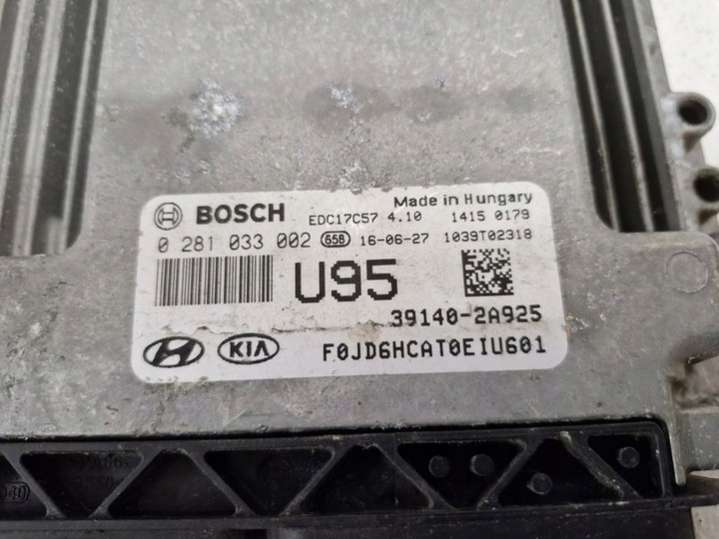 BOSCH EDC17C57 4.10 Made in Hungary 1415 0179
0 281 033 002 G5B 16-06-27 1039T02318
U95
39140-2A925
KIA F0JD6HCAT0EIU601